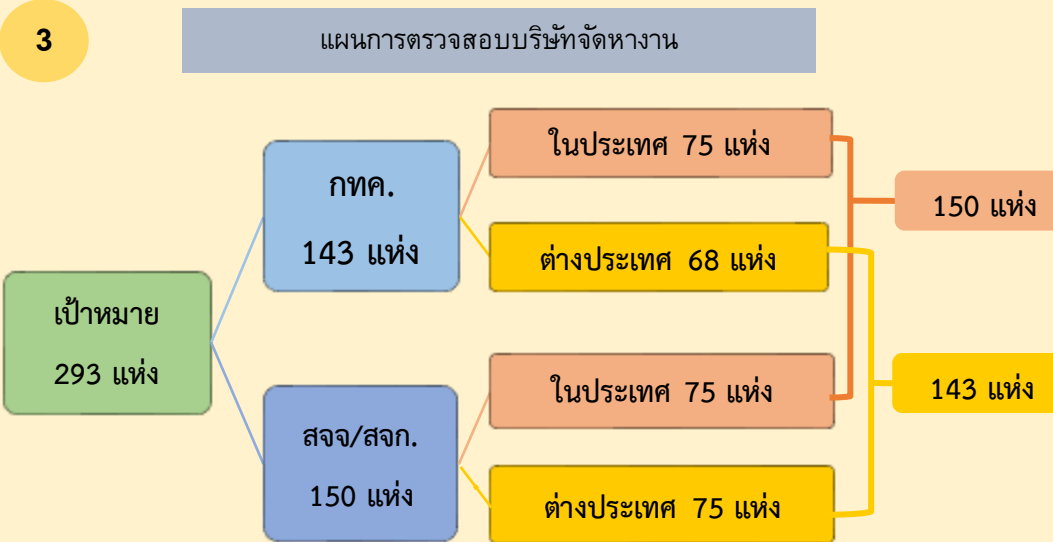 3
แผนการตรวจสอบบริษัทจัดหางาน
เป้าหมาย
293 แห่ง
กทค.
143 แห่ง
ในประเทศ 75 แห่ง
ต่างประเทศ 68 แห่ง
สจจ/สจก.
150 แห่ง
ในประเทศ 75 แห่ง
ต่างประเทศ 75 แห่ง
150 แห่ง
143 แห่ง